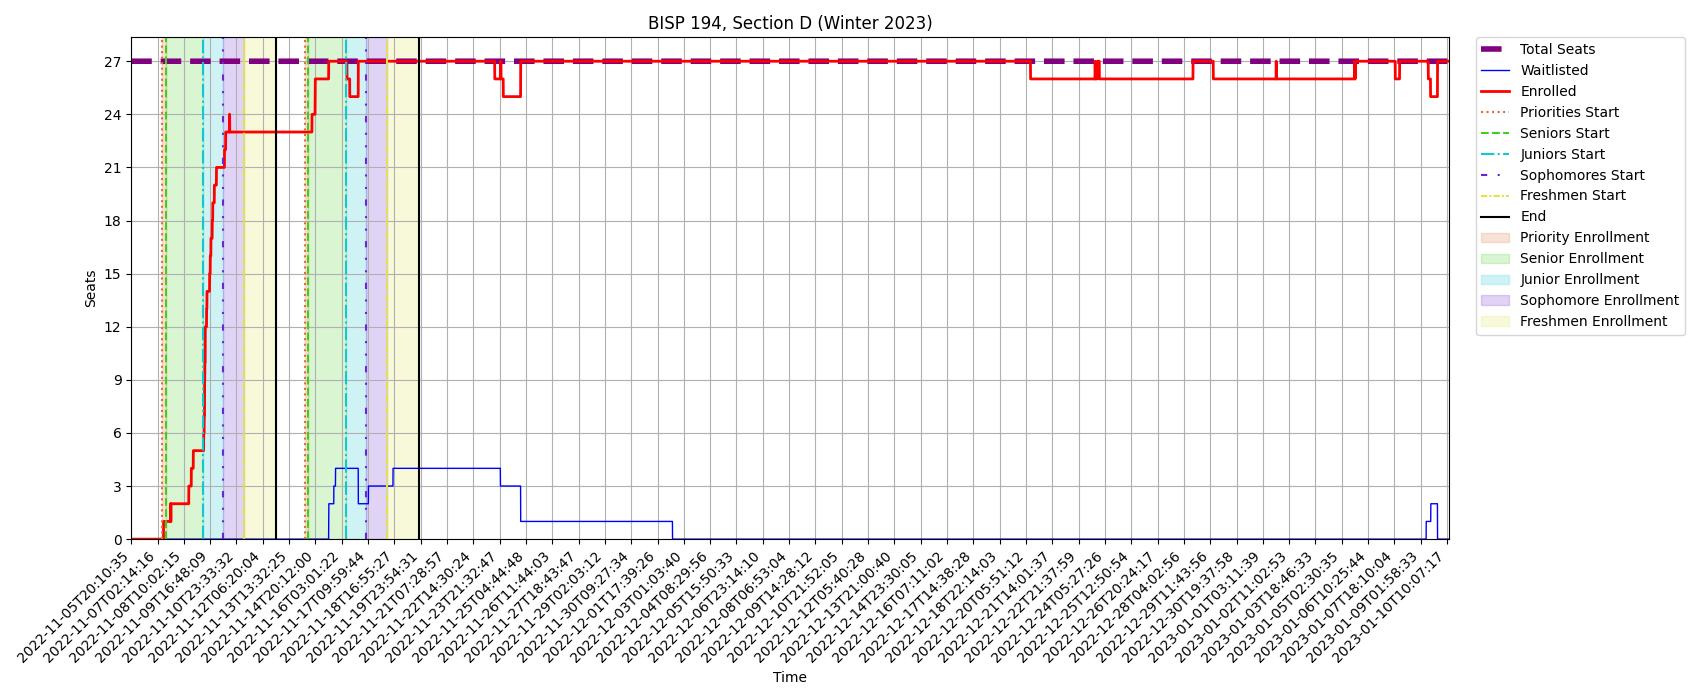 BISP 194, Section D (Winter 2023)
Seats
27
24
21
18
15
12
9
6
3
0
2022-11-05T20:10:35
2022-11-07T02:14:16
2022-11-08T10:02:15
2022-11-09T16:48:09
2022-11-10T23:33:32
2022-11-12T06:20:04
2022-11-13T13:32:25
2022-11-14T20:12:00
2022-11-16T03:01:22
2022-11-17T09:59:44
2022-11-18T16:55:27
2022-11-19T23:54:31
2022-11-21T07:28:57
2022-11-22T14:30:24
2022-11-23T21:32:47
2022-11-25T04:44:48
2022-11-26T11:44:03
2022-11-27T18:43:47
2022-11-29T02:03:12
2022-11-30T09:27:34
2022-12-01T17:39:26
2022-12-03T01:03:40
2022-12-04T08:29:56
2022-12-05T15:50:33
2022-12-06T23:14:10
2022-12-08T06:53:04
2022-12-09T14:28:12
2022-12-10T21:52:05
2022-12-12T05:40:28
2022-12-13T21:00:40
2022-12-14T23:30:05
2022-12-16T07:11:02
2022-12-17T14:38:28
2022-12-18T22:14:03
2022-12-20T05:51:12
2022-12-21T14:01:37
2022-12-22T21:37:59
2022-12-24T05:27:26
2022-12-25T12:50:54
2022-12-26T20:24:17
2022-12-28T04:02:56
2022-12-29T11:43:56
2022-12-30T19:37:58
2023-01-01T03:11:39
2023-01-02T11:02:53
2023-01-03T18:46:33
2023-01-05T02:30:35
2023-01-06T10:25:44
2023-01-07T18:10:04
2023-01-09T01:58:33
2023-01-10T10:07:17
Time
Total Seats
Waitlisted
Enrolled
Priorities Start
Seniors Start
Juniors Start
Sophomores Start
Freshmen Start
End
Priority Enrollment
Senior Enrollment
Junior Enrollment
Sophomore Enrollment
Freshmen Enrollment